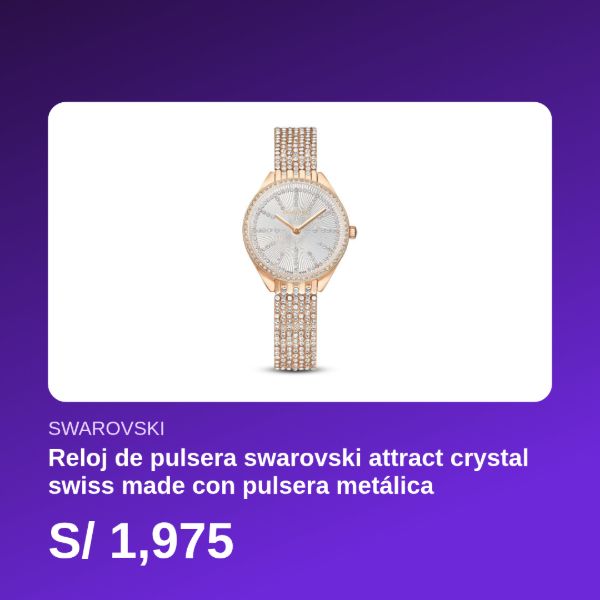 SWAROVSKI
Reloj de pulsera swarovski attract crystal
swiss made con pulsera metálica
S/ 1,975